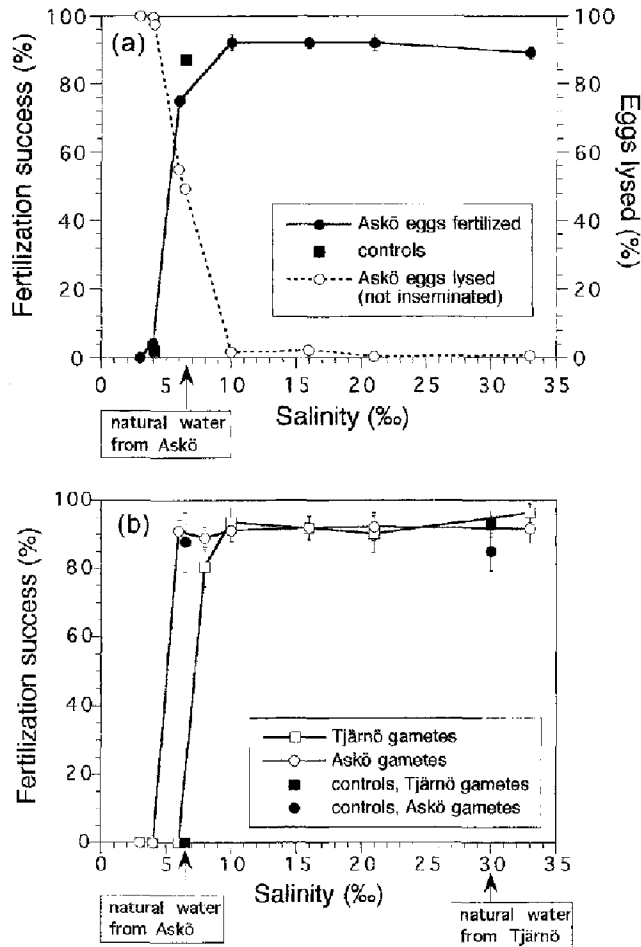 (a)
Fertilization success (%)
100
80
60
40
20
0
100
80
60
40
20
0
Eggs lysed (%)
Askö eggs fertilized
controls
Askö eggs lysed
(not inseminated)
0 5 10 15 20 25 30 35
Salinity (‰)
natural water
from Askö
(b)
Fertilization success (%)
100
80
60
40
20
0
Tjärnö gametes
Askö gametes
controls, Tjärnö gametes
controls, Askö gametes
0 5 10 15 20 25 30 35
Salinity (‰)
natural water
from Askö
natural water
from Tjärnö